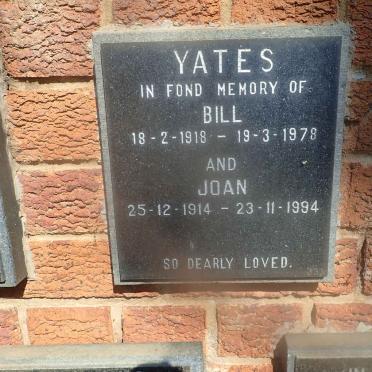 YATES
IN FOND MEMORY OF
BILL
18-2-1918 - 19-3-1978
AND
JOAN
25-12-1914 - 23-11-1994
SO DEARLY LOVED.